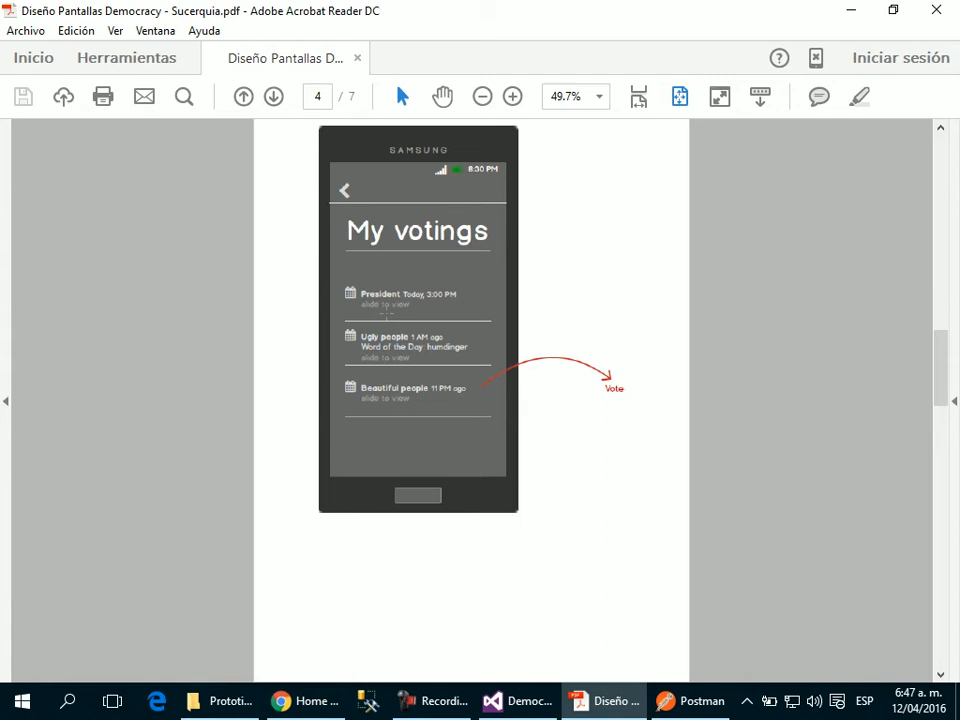 Diseño Pantallas Democracy - Sucerquia.pdf - Adobe Acrobat Reader DC
Archivo Edición Ver Ventana Ayuda
Inicio Herramientas Diseño Pantallas D... × Iniciar sesión
4 / 7 49.7%
SAMSUNG
8:30 PM
My votings
President Today, 3:00 PM
slide to view
Ugly people 1 AM ago
Word of the Day: humdinger
slide to view
Beautiful people 11 PM ago
slide to view
Vote
Prototi... Home ... Recordi... Democ... Diseño ... Postman ESP 6:47 a. m.
12/04/2016